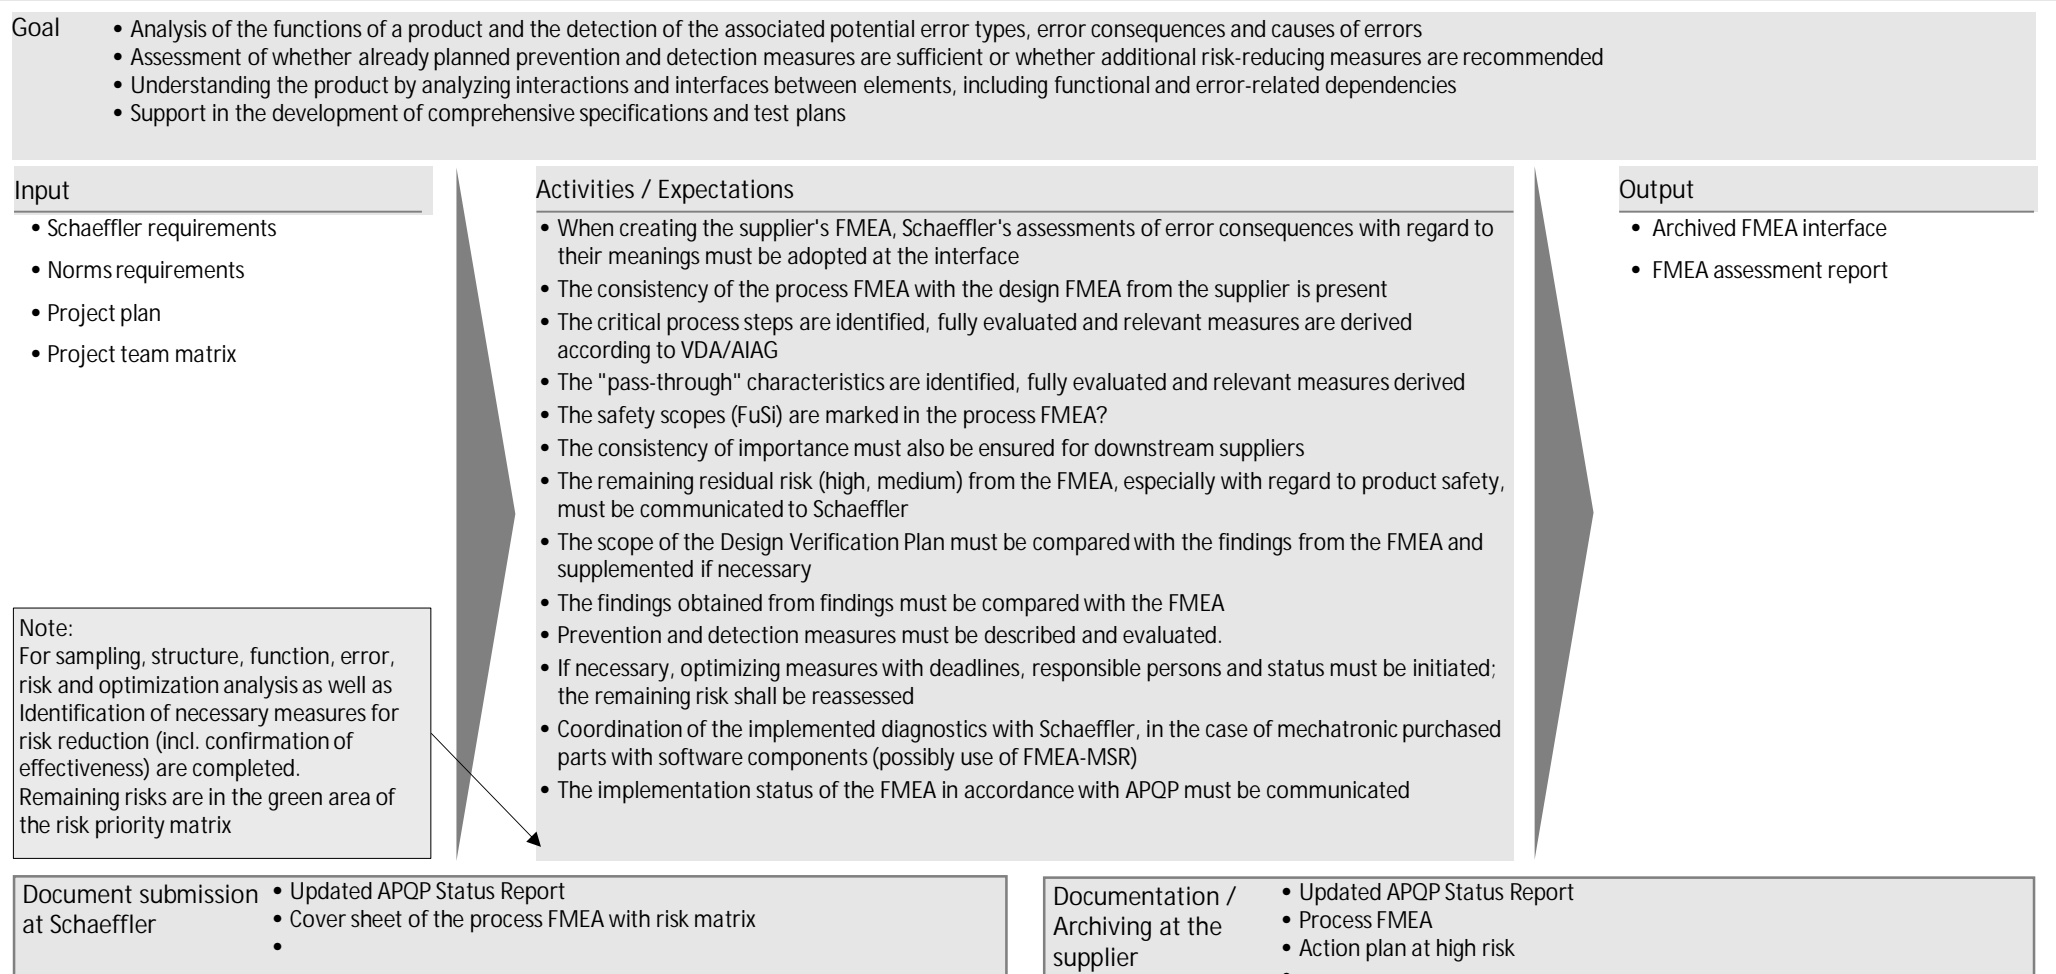 Goal
• Analysis of the functions of a product and the detection of the associated potential error types, error consequences and causes of errors
• Assessment of whether already planned prevention and detection measures are sufficient or whether additional risk-reducing measures are recommended
• Understanding the product by analyzing interactions and interfaces between elements, including functional and error-related dependencies
• Support in the development of comprehensive specifications and test plans
Input
• Schaeffler requirements
• Norms requirements
• Project plan
• Project team matrix
Note:
For sampling, structure, function, error,
risk and optimization analysis as well as
Identification of necessary measures for
risk reduction (incl. confirmation of
effectiveness) are completed.
Remaining risks are in the green area of
the risk priority matrix
Activities / Expectations
• When creating the supplier's FMEA, Schaeffler's assessments of error consequences with regard to
their meanings must be adopted at the interface
• The consistency of the process FMEA with the design FMEA from the supplier is present
• The critical process steps are identified, fully evaluated and relevant measures are derived
according to VDA/AIAG
• The "pass-through" characteristics are identified, fully evaluated and relevant measures derived
• The safety scopes (FuSi) are marked in the process FMEA?
• The consistency of importance must also be ensured for downstream suppliers
• The remaining residual risk (high, medium) from the FMEA, especially with regard to product safety,
must be communicated to Schaeffler
• The scope of the Design Verification Plan must be compared with the findings from the FMEA and
supplemented if necessary
• The findings obtained from findings must be compared with the FMEA
• Prevention and detection measures must be described and evaluated.
• If necessary, optimizing measures with deadlines, responsible persons and status must be initiated;
the remaining risk shall be reassessed
• Coordination of the implemented diagnostics with Schaeffler, in the case of mechatronic purchased
parts with software components (possibly use of FMEA-MSR)
• The implementation status of the FMEA in accordance with APQP must be communicated
Output
• Archived FMEA interface
• FMEA assessment report
Document submission
at Schaeffler
• Updated APQP Status Report
• Cover sheet of the process FMEA with risk matrix
•
Documentation /
Archiving at the
supplier
• Updated APQP Status Report
• Process FMEA
• Action plan at high risk